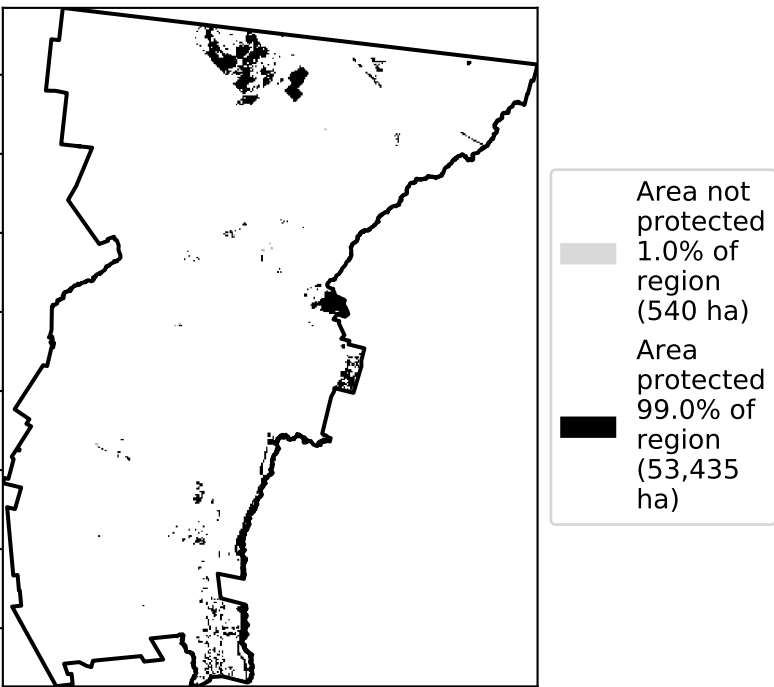 Area not
protected
1.0% of
region
(540 ha)
Area
protected
99.0% of
region
(53,435
ha)